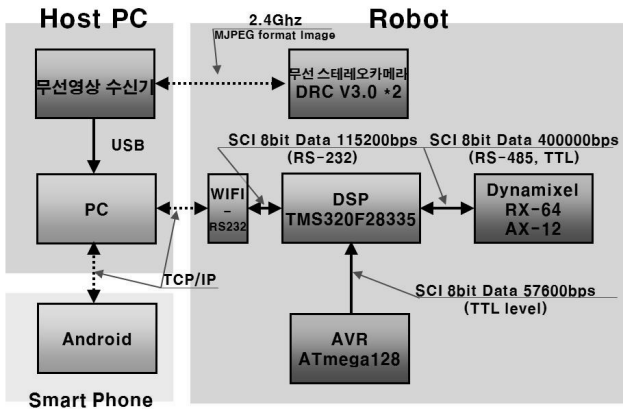 Host PC
Robot
2.4Ghz
MJPEG format Image
무선영상 수신기
무선 스테레오카메라
DRC V3.0 *2
USB
SCI 8bit Data 115200bps
(RS-232)
SCI 8bit Data 400000bps
(RS-485, TTL)
PC
WIFI
-
RS232
DSP
TMS320F28335
Dynamixel
RX-64
AX-12
TCP/IP
SCI 8bit Data 57600bps
(TTL level)
Android
AVR
ATmega128
Smart Phone